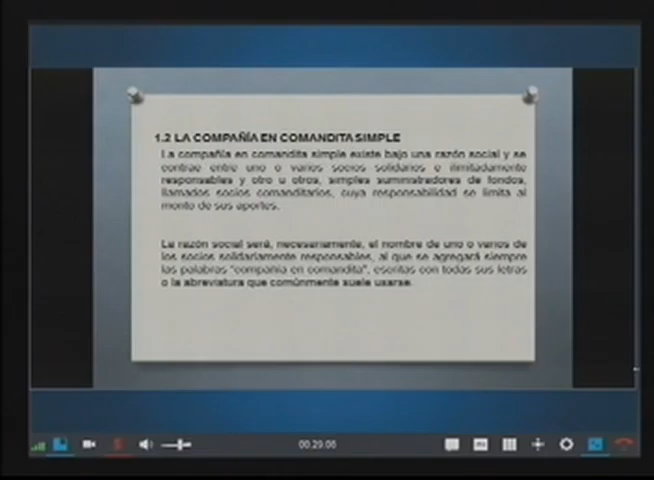 1.2 LA COMPAÑÍA EN COMANDITA SIMPLE
La compañía en comandita simple existe bajo una razón social y se
contrae entre uno o varios socios solidarios e ilimitadamente
responsables y otro u otros, simples suministradores de fondos,
llamados socios comanditarios, cuya responsabilidad se limita al
monto de sus aportes.
La razón social será, necesariamente, el nombre de uno o varios de
los socios solidariamente responsables, al que se agregará siempre
las palabras "compañía en comandita", escritas con todas sus letras
o la abreviatura que comúnmente suele usarse.
00:29:06